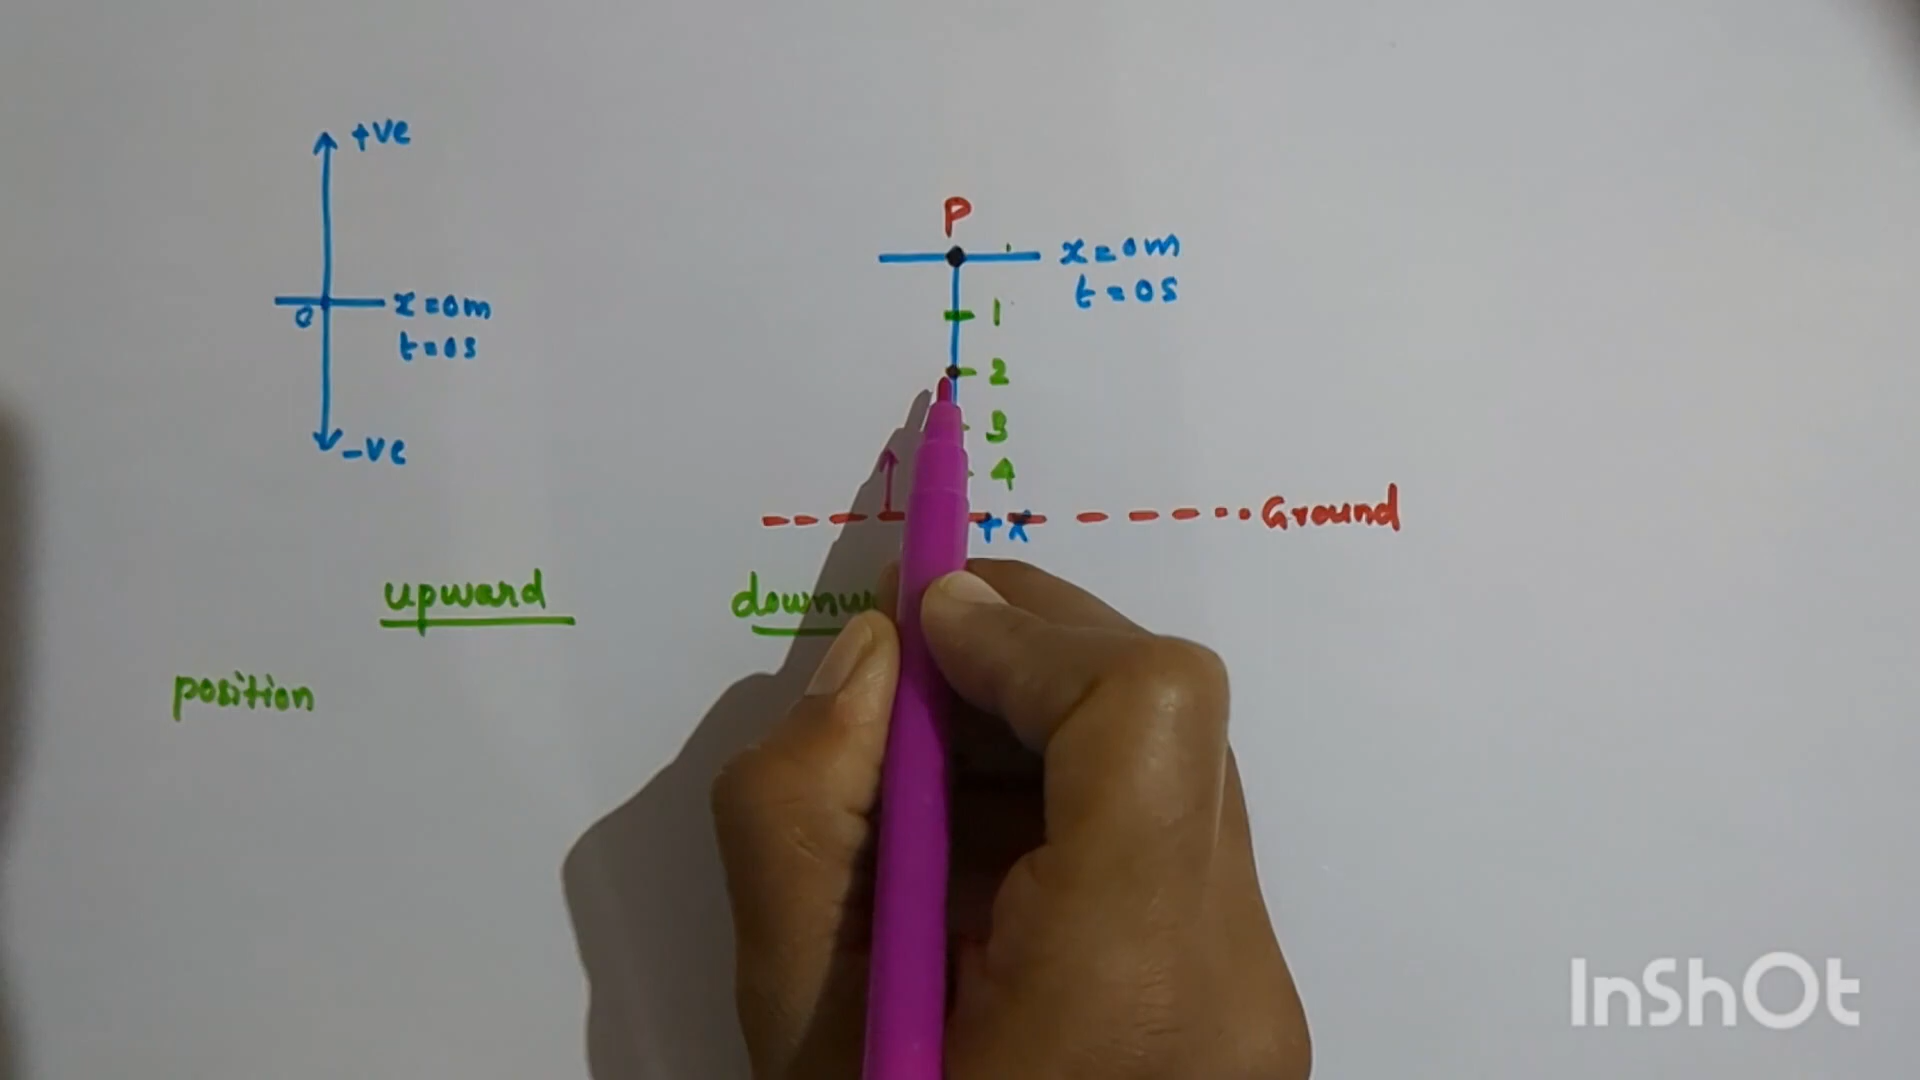 +ve
x=0m
o
t=0s
-ve
P
x=0m
t=0s
1
2
3
4
+x
Ground
upward
position
InShOt